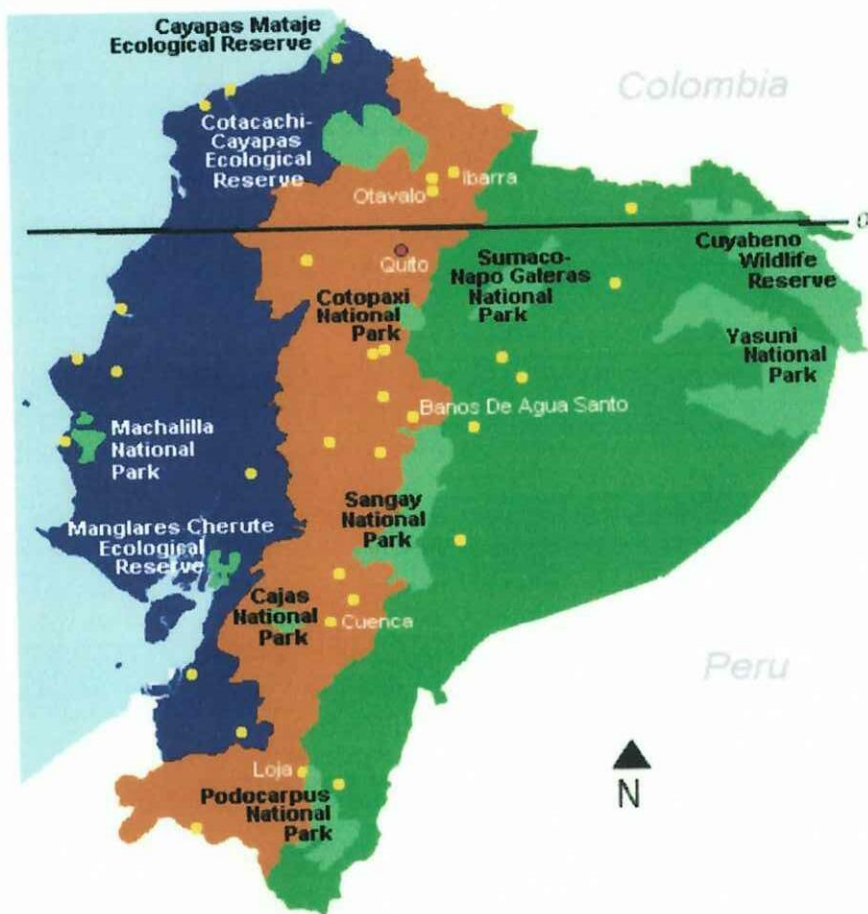 Cayapas Mataje
Ecological Reserve
Colombia
Cotacachi-
Cayapas
Ecological
Reserve
Ibarra
Otavalo
0
Quito
Sumaco-
Napo Galeras
National
Park
Cuyabeno
Wildlife
Reserve
Cotopaxi
National
Park
Yasuni
National
Park
Banos De Agua Santo
Machalilla
National
Park
Sangay
National
Park
Manglares Cherute
Ecological
Reserve
Cajas
National
Park
Cuenca
Peru
Loja
Podocarpus
National
Park
N